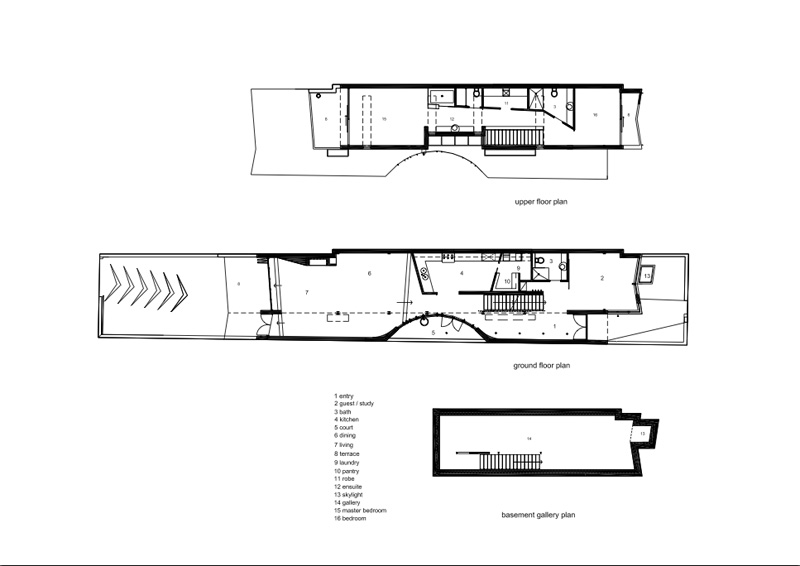 8
15
12
11
3
16
8
upper floor plan
8
7
6
4
9
10
3
2
13
5
1
ground floor plan
1 entry
2 guest / study
3 bath
4 kitchen
5 court
6 dining
7 living
8 terrace
9 laundry
10 pantry
11 robe
12 ensuite
13 skylight
14 gallery
15 master bedroom
16 bedroom
14
13
basement gallery plan